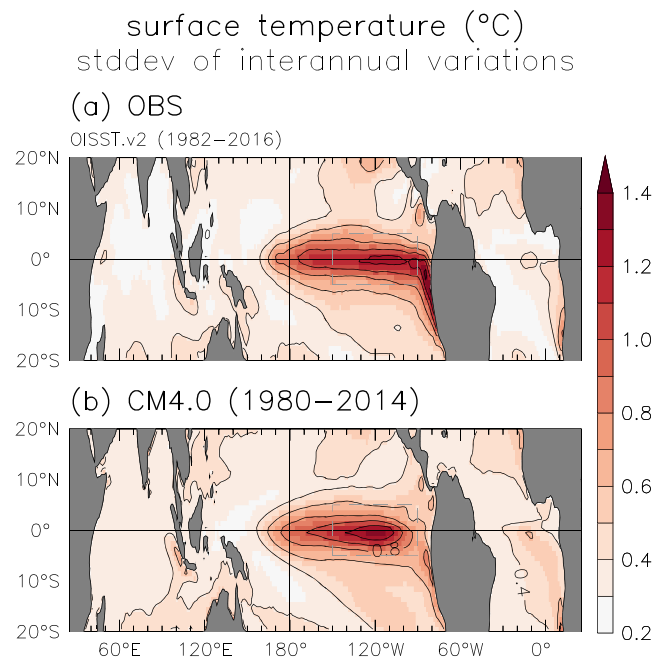 surface temperature (°C)
stddev of interannual variations
(a) OBS
OISST.v2 (1982−2016)
20°N
10°N
0°
10°S
20°S
1.4
1.2
1.0
0.8
0.6
0.4
0.2
(b) CM4.0 (1980−2014)
20°N
10°N
0°
10°S
20°S
0.8
0.4
60°E 120°E 180° 120°W 60°W 0°